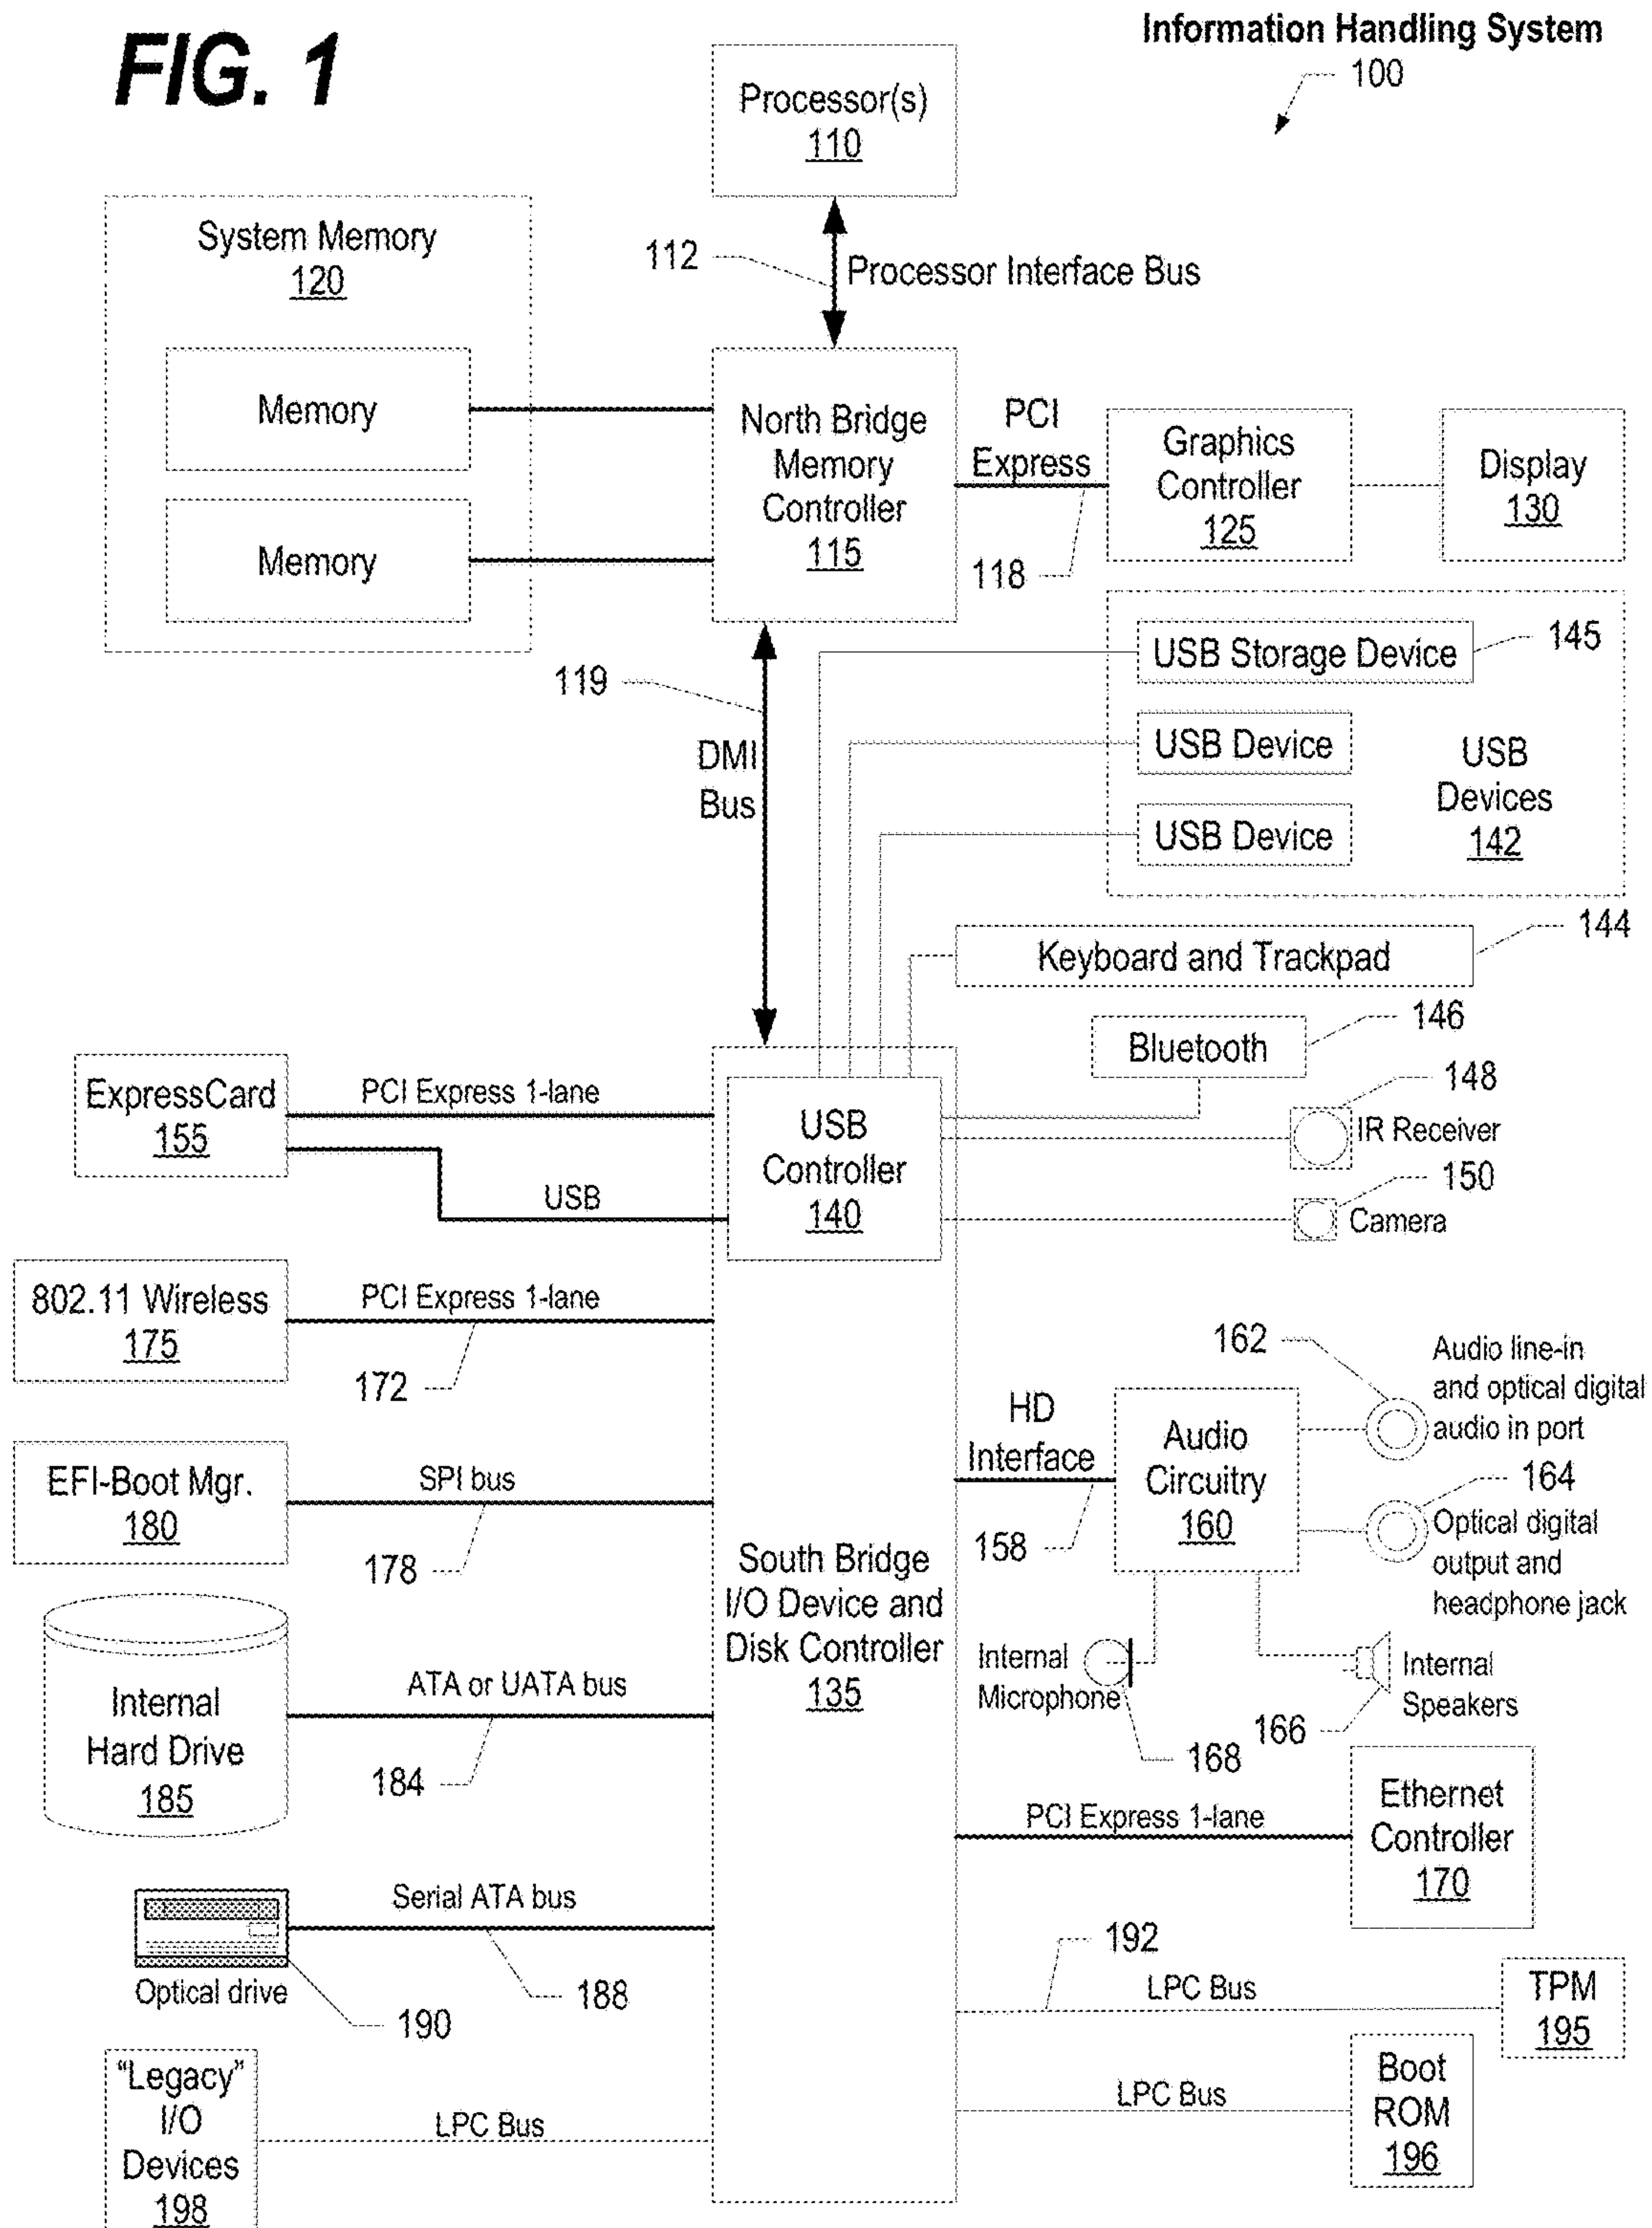 FIG. 1
Information Handling System
100
Processor(s)
110
System Memory
120
112
Processor Interface Bus
Memory
Memory
North Bridge
Memory
Controller
115
PCI
Express
118
Graphics
Controller
125
Display
130
119
DMI
Bus
USB Storage Device
145
USB Device
USB Device
USB
Devices
142
144
Keyboard and Trackpad
146
Bluetooth
148
IR Receiver
150
Camera
ExpressCard
155
PCI Express 1-lane
USB
USB
Controller
140
802.11 Wireless
175
PCI Express 1-lane
172
162
Audio line-in
and optical digital
audio in port
HD
Interface
158
Audio
Circuitry
160
164
Optical digital
output and
headphone jack
EFI-Boot Mgr.
180
SPI bus
178
South Bridge
I/O Device and
Disk Controller
135
Internal
Microphone
168
Internal
Speakers
166
Internal
Hard Drive
185
ATA or UATA bus
184
PCI Express 1-lane
Ethernet
Controller
170
Optical drive
190
Serial ATA bus
188
192
LPC Bus
TPM
195
"Legacy"
I/O
Devices
198
LPC Bus
LPC Bus
Boot
ROM
196